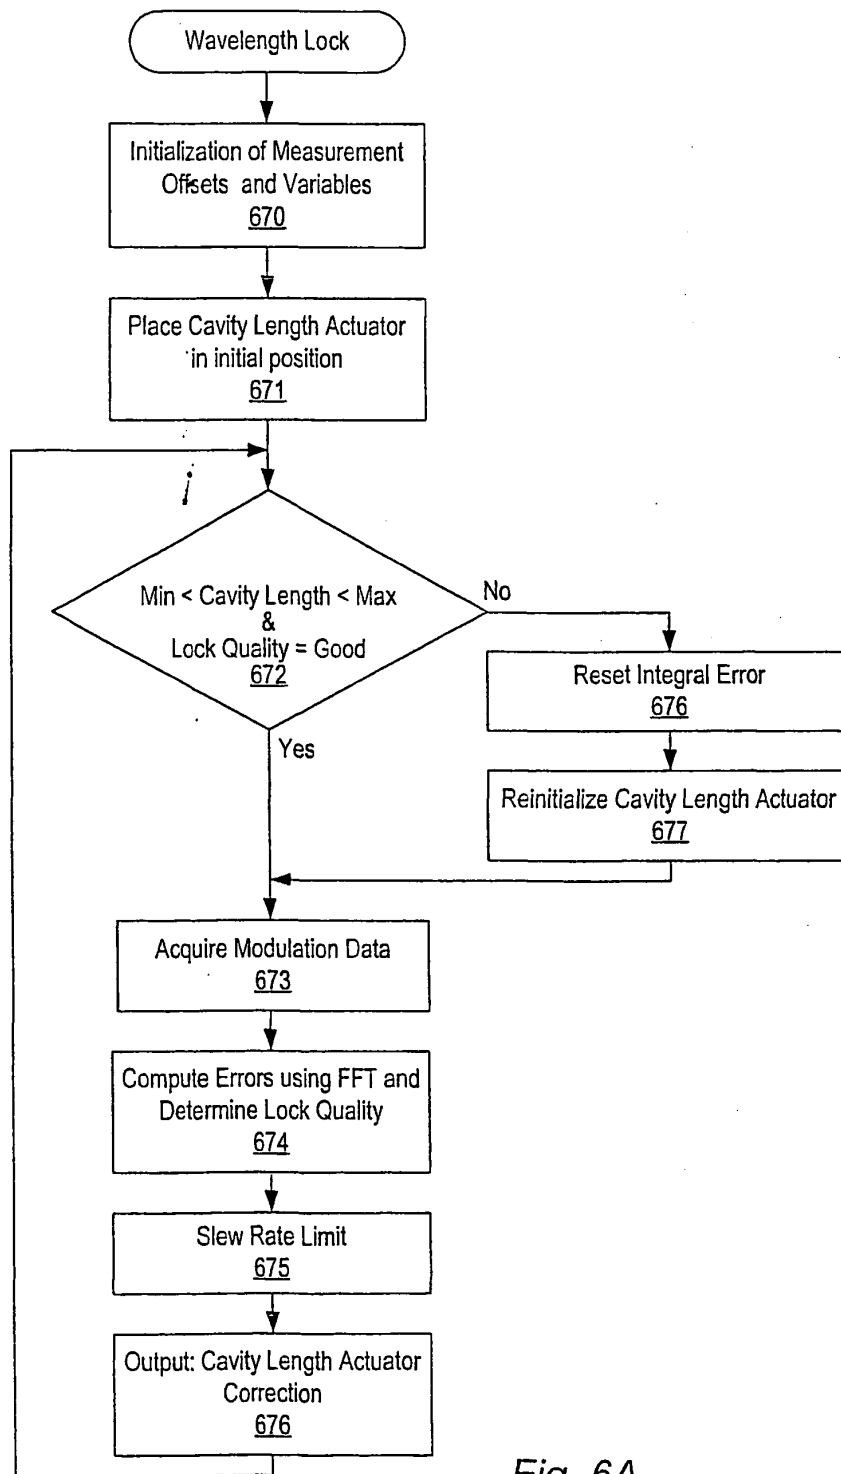 Wavelength Lock
Initialization of Measurement
Offsets and Variables
670
Place Cavity Length Actuator
in initial position
671
Min < Cavity Length < Max
&
Lock Quality = Good
672
No
Yes
Reset Integral Error
676
Reinitialize Cavity Length Actuator
677
Acquire Modulation Data
673
Compute Errors using FFT and
Determine Lock Quality
674
Slew Rate Limit
675
Output: Cavity Length Actuator
Correction
676
Fig. 6A